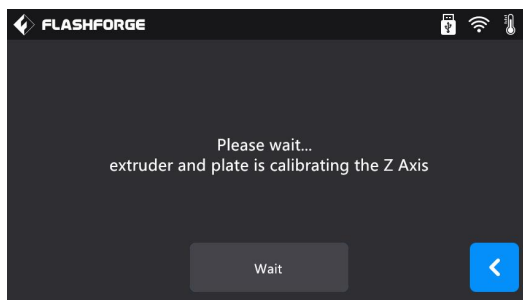 FLASHFORGE
Please wait...
extruder and plate is calibrating the Z Axis
Wait